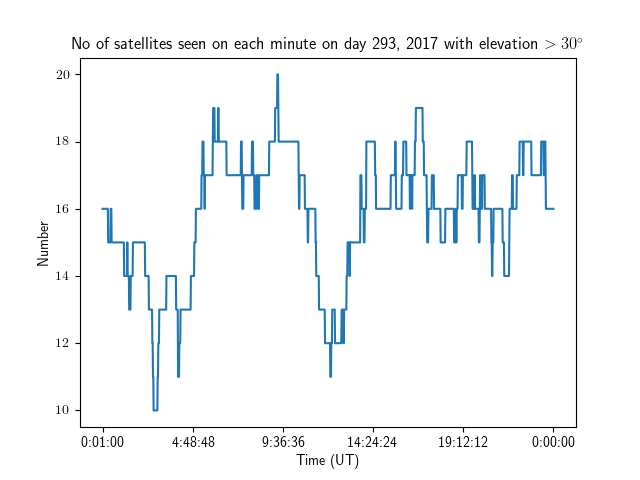 No of satellites seen on each minute on day 293, 2017 with elevation > 30°
20
18
16
14
12
10
Number
0:01:00 4:48:48 9:36:36 14:24:24 19:12:12 0:00:00
Time (UT)